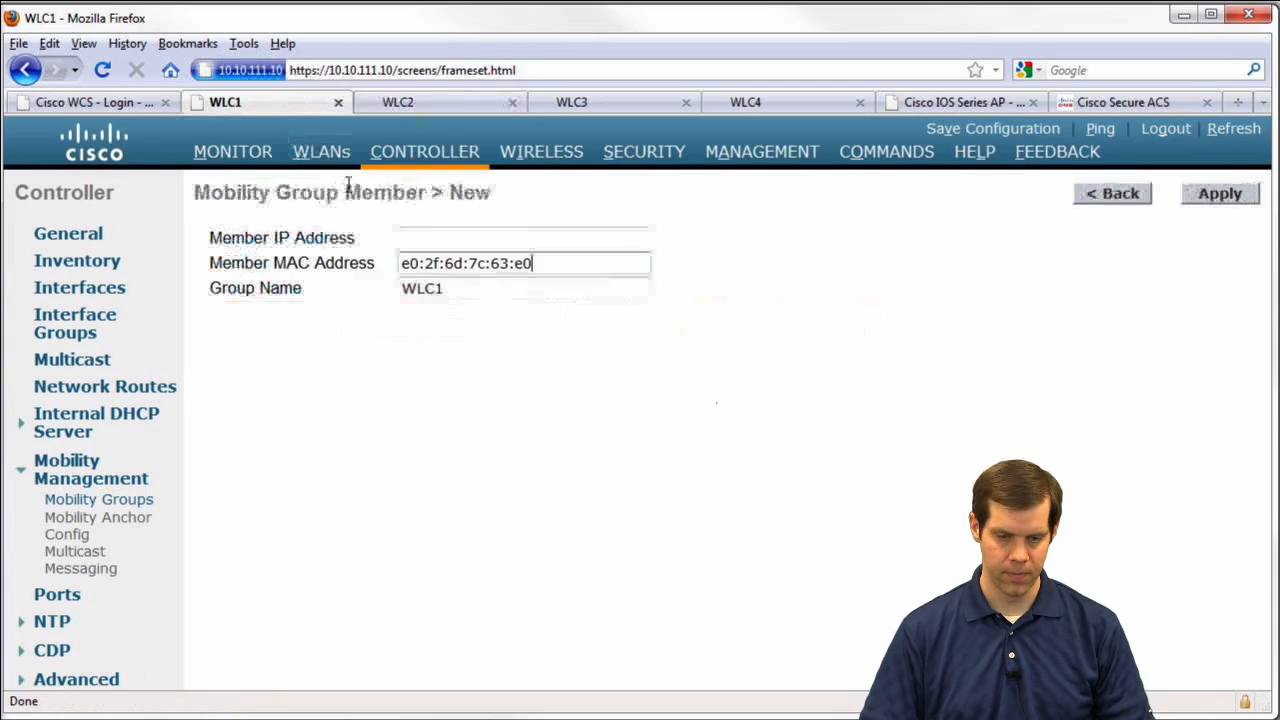 WLC1 - Mozilla Firefox
File Edit View History Bookmarks Tools Help
10.10.111.10 https://10.10.111.10/screens/frameset.html Google
Cisco WCS - Login - ... WLC1 WLC2 WLC3 WLC4 Cisco IOS Series AP - ... Cisco Secure ACS
Save Configuration Ping Logout Refresh
CISCO MONITOR WLANs CONTROLLER WIRELESS SECURITY MANAGEMENT COMMANDS HELP FEEDBACK
Controller
General
Inventory
Interfaces
Interface
Groups
Multicast
Network Routes
Internal DHCP
Server
Mobility
Management
Mobility Groups
Mobility Anchor
Config
Multicast
Messaging
Ports
NTP
CDP
Advanced
Mobility Group Member > New < Back Apply
Member IP Address
Member MAC Address e0:2f:6d:7c:63:e0
Group Name WLC1
Done